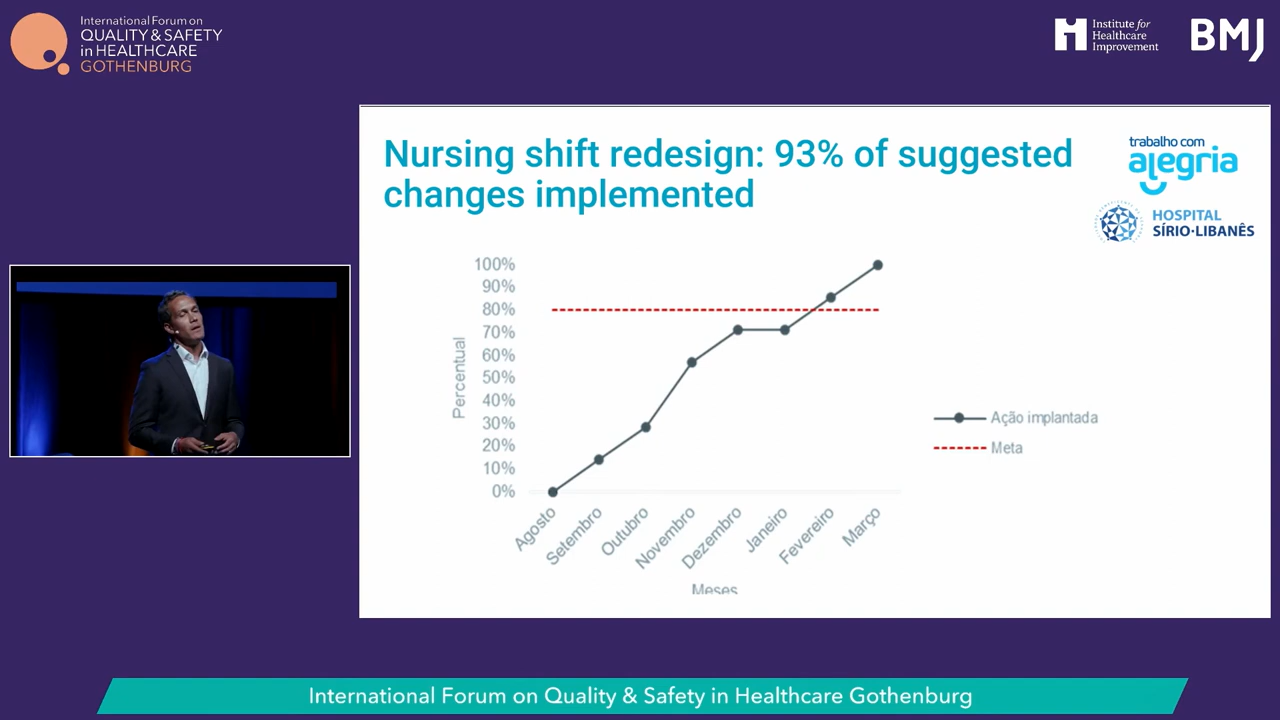 International Forum on
QUALITY & SAFETY
in HEALTHCARE
GOTHENBURG
Institute for
Healthcare
Improvement
BMJ
Nursing shift redesign: 93% of suggested
changes implemented
trabalho com
alegria
HOSPITAL
SÍRIO·LIBANÊS
100%
90%
80%
70%
60%
50%
40%
30%
20%
10%
0%
Percentual
Agosto
Setembro
Outubro
Novembro
Dezembro
Janeiro
Fevereiro
Março
Meses
Ação implantada
Meta
International Forum on Quality & Safety in Healthcare Gothenburg